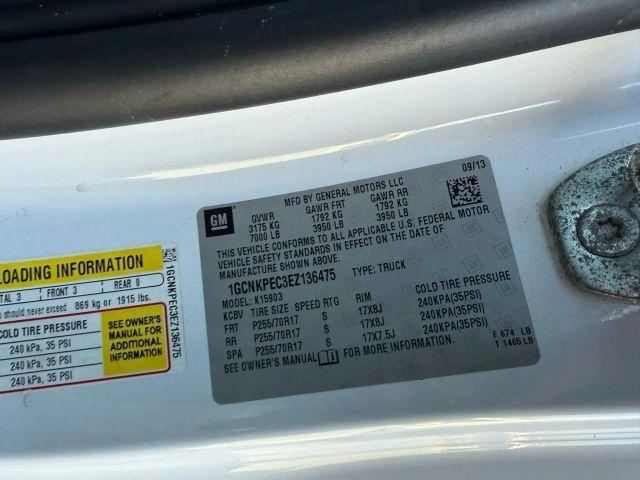 09/13
MFD BY GENERAL MOTORS LLC
GM
GVWR GAWR FRT GAWR RR
3175 KG 1792 KG 1792 KG
7000 LB 3950 LB 3950 LB
THIS VEHICLE CONFORMS TO ALL APPLICABLE U.S. FEDERAL MOTOR
VEHICLE SAFETY STANDARDS IN EFFECT ON THE DATE OF
MANUFACTURE SHOWN ABOVE.
1GCNKPEC3EZ136475 TYPE: TRUCK
MODEL: K15903
KCBV TIRE SIZE SPEED RTG RIM COLD TIRE PRESSURE
FRT P255/70R17 S 17X8J 240KPA(35PSI)
RR P255/70R17 S 17X8J 240KPA(35PSI)
SPA P255/70R17 S 17X7.5J 240KPA(35PSI)
SEE OWNER'S MANUAL FOR MORE INFORMATION.
F 674 LB
T 1465 LB
LOADING INFORMATION
3 FRONT 3 REAR 0
should never exceed 869 kg or 1915 lbs.
COLD TIRE PRESSURE
240 kPa, 35 PSI
240 kPa, 35 PSI
240 kPa, 35 PSI
SEE OWNER'S
MANUAL FOR
ADDITIONAL
INFORMATION
1GCNKPEC3EZ136475